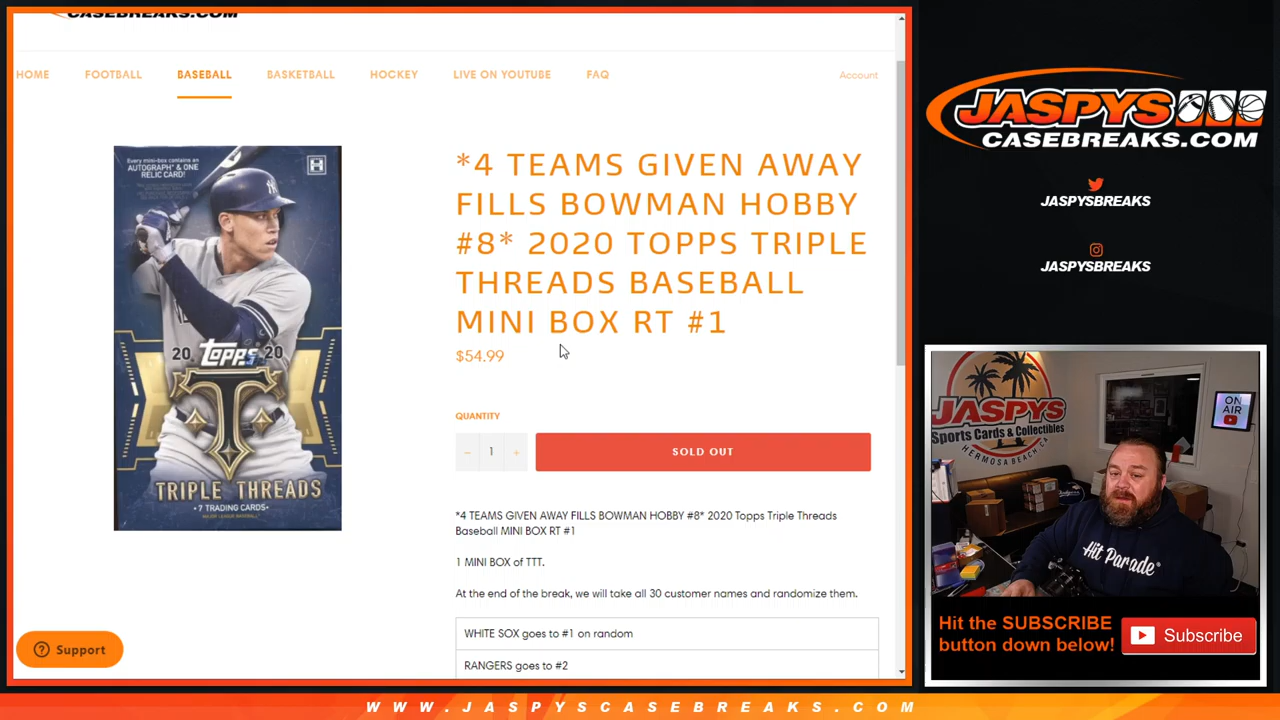 CASEBREAKS.COM
HOME FOOTBALL BASEBALL BASKETBALL HOCKEY LIVE ON YOUTUBE FAQ Account
Every mini-box contains an
AUTOGRAPH & ONE
RELIC CARD!
H
20 Topps 20
TRIPLE THREADS
• 7 TRADING CARDS•
*4 TEAMS GIVEN AWAY
FILLS BOWMAN HOBBY
#8* 2020 TOPPS TRIPLE
THREADS BASEBALL
MINI BOX RT #1
$54.99
QUANTITY
− 1 +
SOLD OUT
*4 TEAMS GIVEN AWAY FILLS BOWMAN HOBBY #8* 2020 Topps Triple Threads
Baseball MINI BOX RT #1
1 MINI BOX of TTT.
At the end of the break, we will take all 30 customer names and randomize them.
WHITE SOX goes to #1 on random
RANGERS goes to #2
Support
JASPYS
CASEBREAKS.COM
JASPYSBREAKS
JASPYSBREAKS
JASPYS
Sports Cards & Collectibles
HERMOSA BEACH CA
ON
AIR
Hit Parade
Hit the SUBSCRIBE
button down below!
Subscribe
WWW.JASPYSCASEBREAKS.COM